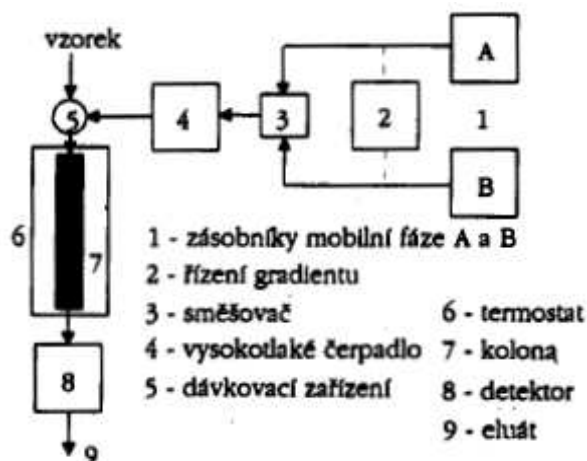 vzorek
A
5
4
3
2
1
B
6
7
1 - zásobníky mobilní fáze A a B
2 - řízení gradientu
3 - směšovač
4 - vysokotlaké čerpadlo
5 - dávkovací zařízení
6 - termostat
7 - kolona
8 - detektor
9 - eluát
8
9